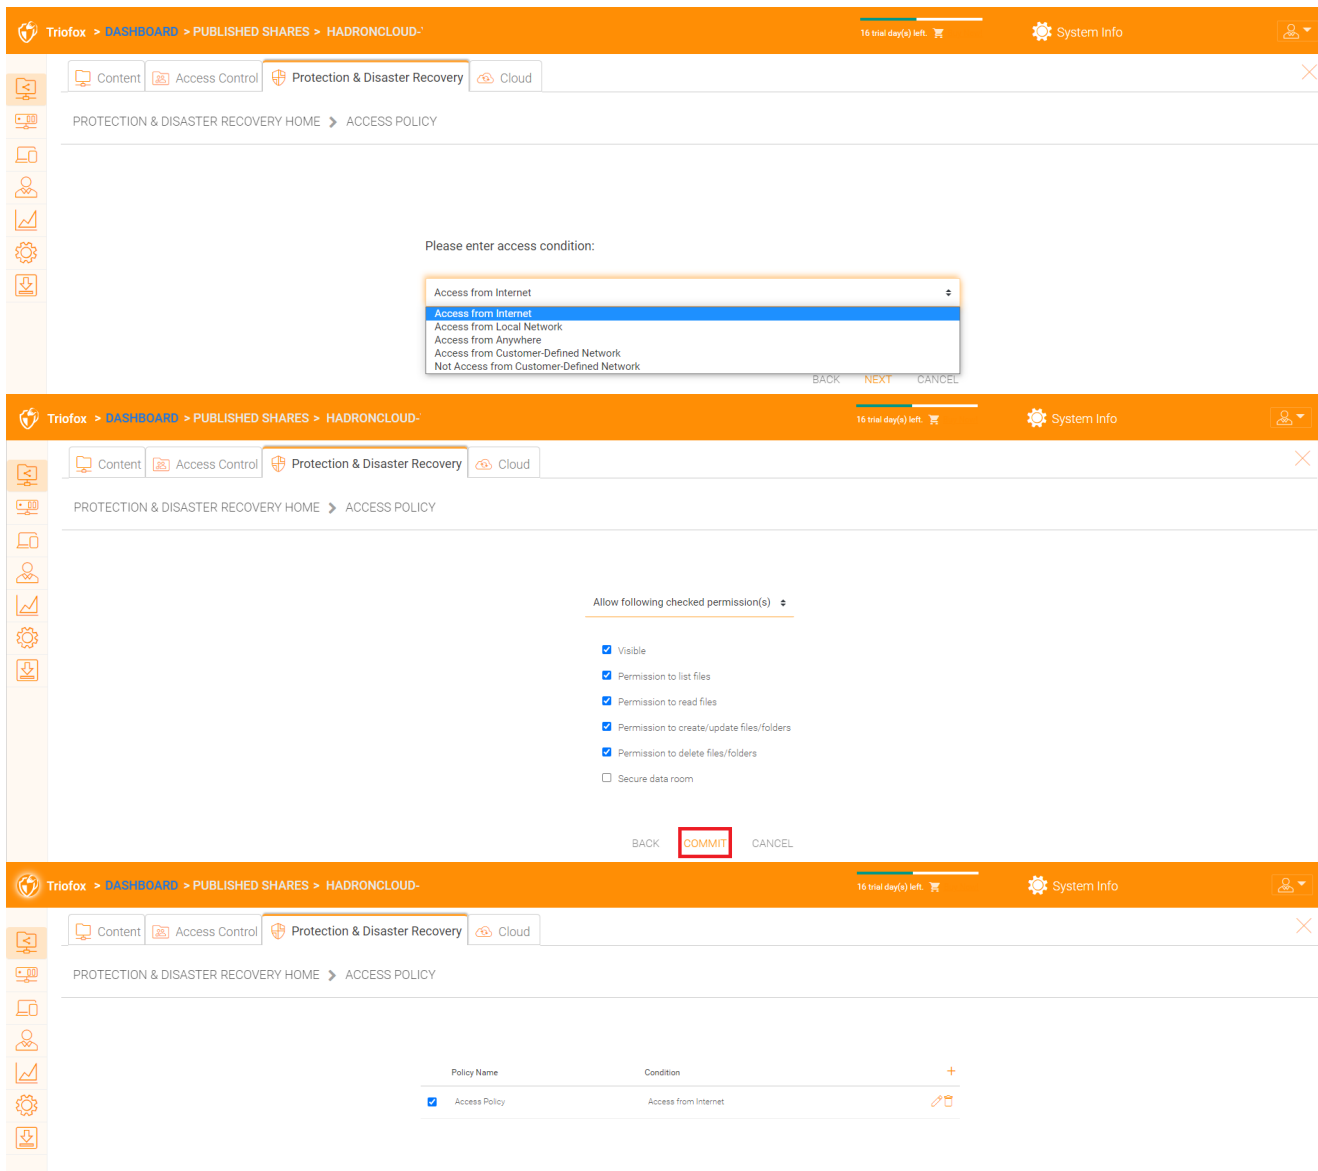 Triofox > DASHBOARD > PUBLISHED SHARES > HADRONCLOUD-'
16 trial day(s) left.
System Info
Content
Access Control
Protection & Disaster Recovery
Cloud
PROTECTION & DISASTER RECOVERY HOME > ACCESS POLICY
Please enter access condition:
Access from Internet
Access from Internet
Access from Local Network
Access from Anywhere
Access from Customer-Defined Network
Not Access from Customer-Defined Network
BACK NEXT CANCEL
Triofox > DASHBOARD > PUBLISHED SHARES > HADRONCLOUD-
16 trial day(s) left.
System Info
Content
Access Control
Protection & Disaster Recovery
Cloud
PROTECTION & DISASTER RECOVERY HOME > ACCESS POLICY
Allow following checked permission(s)
Visible
Permission to list files
Permission to read files
Permission to create/update files/folders
Permission to delete files/folders
Secure data room
BACK COMMIT CANCEL
Triofox > DASHBOARD > PUBLISHED SHARES > HADRONCLOUD-
16 trial day(s) left.
System Info
Content
Access Control
Protection & Disaster Recovery
Cloud
PROTECTION & DISASTER RECOVERY HOME > ACCESS POLICY
Policy Name Condition +
Access Policy Access from Internet